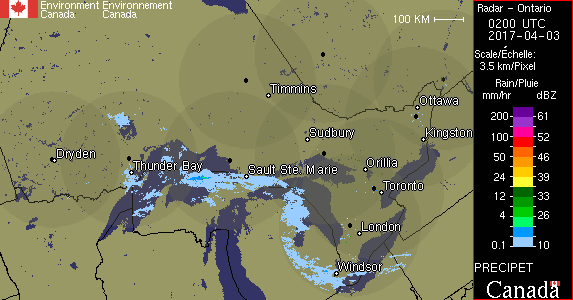 Environment Environnement
Canada Canada
100 KM
Timmins
Ottawa
Sudbury
Kingston
Dryden
Thunder Bay
Sault Ste. Marie
Orillia
Toronto
London
Windsor
Radar - Ontario
0200 UTC
2017-04-03
Scale/Échelle:
3.5 km/Pixel
Rain/Pluie
mm/hr dBZ
200 61
100 52
50 46
24 39
12 33
4 26
1 20
0.1 10
PRECIPET
Canada